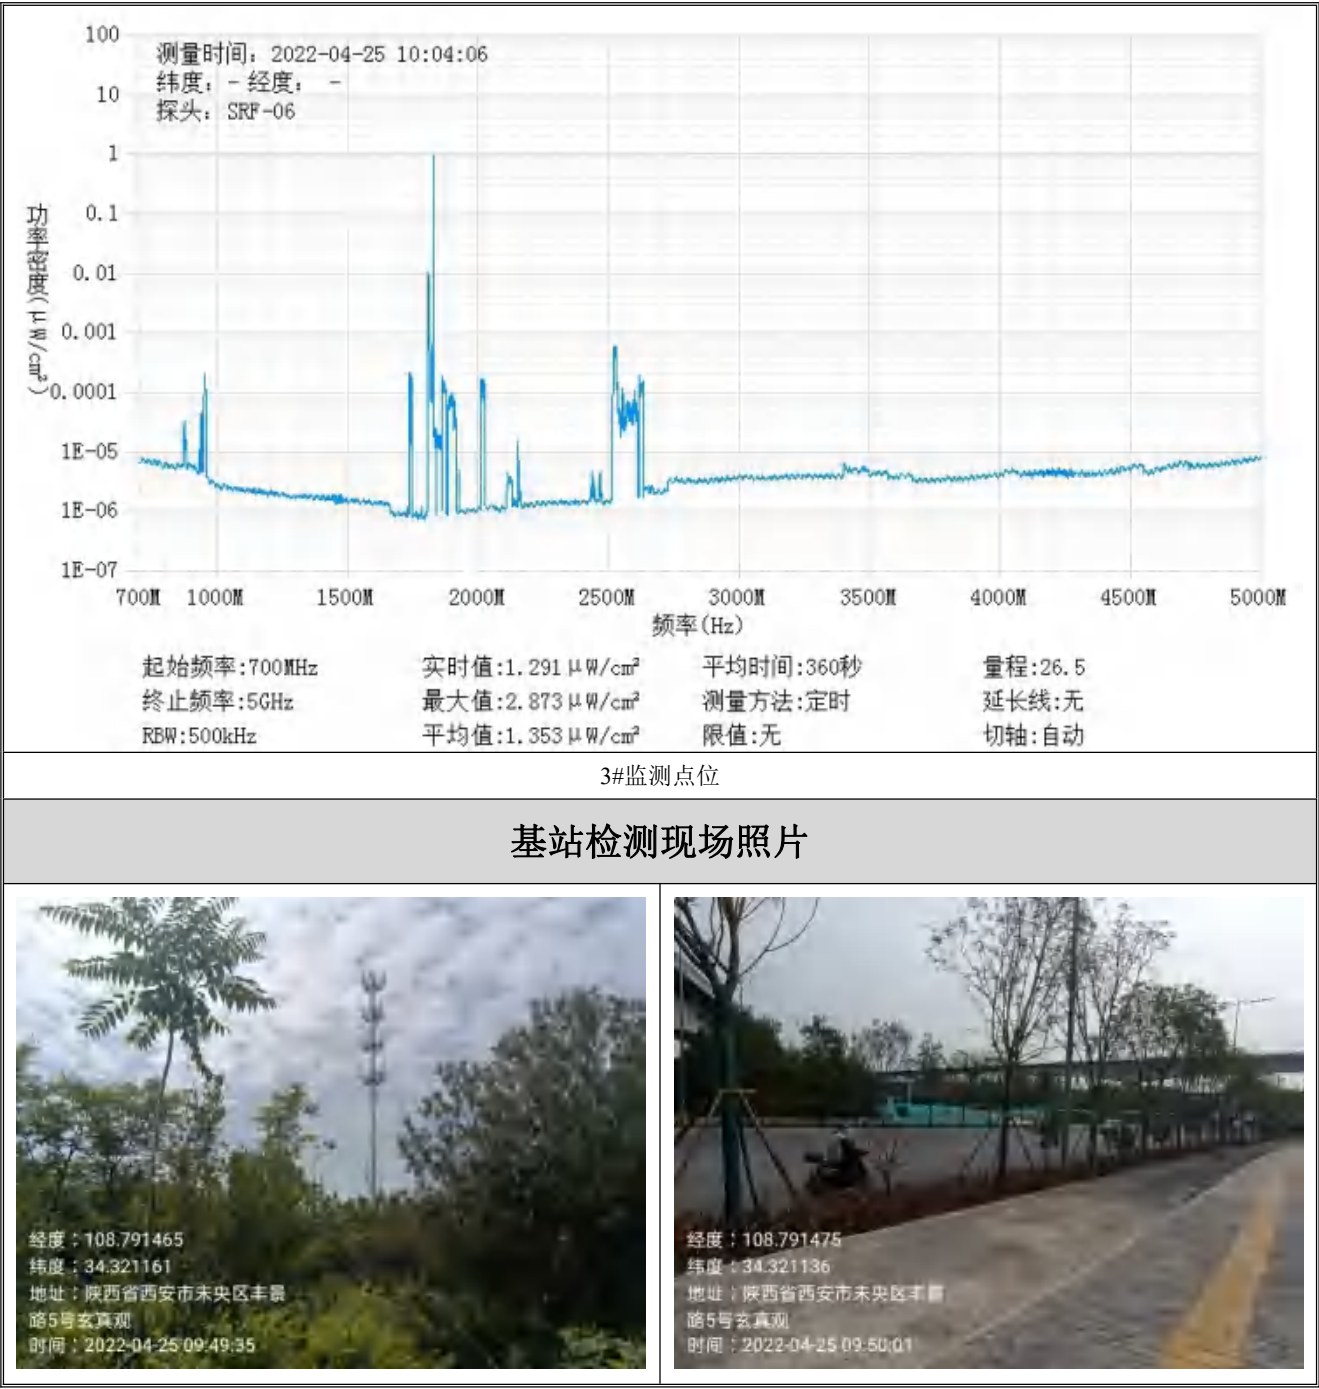 100
10
1
0.1
0.01
0.001
0.0001
1E-05
1E-06
1E-07
功率密度(μW/cm²)
测量时间：2022-04-25 10:04:06
纬度：- 经度： -
探头：SRF-06
700M 1000M 1500M 2000M 2500M 3000M 3500M 4000M 4500M 5000M
频率(Hz)
起始频率:700MHz 实时值:1.291μW/cm² 平均时间:360秒 量程:26.5
终止频率:5GHz 最大值:2.873μW/cm² 测量方法:定时 延长线:无
RBW:500kHz 平均值:1.353μW/cm² 限值:无 切轴:自动
3#监测点位
基站检测现场照片
经度：108.791465
纬度：34.321161
地址：陕西省西安市未央区丰景
路5号玄真观
时间：2022-04-25 09:49:35
经度：108.791475
纬度：34.321136
地址：陕西省西安市未央区丰景
路5号玄真观
时间：2022-04-25 09:50:01